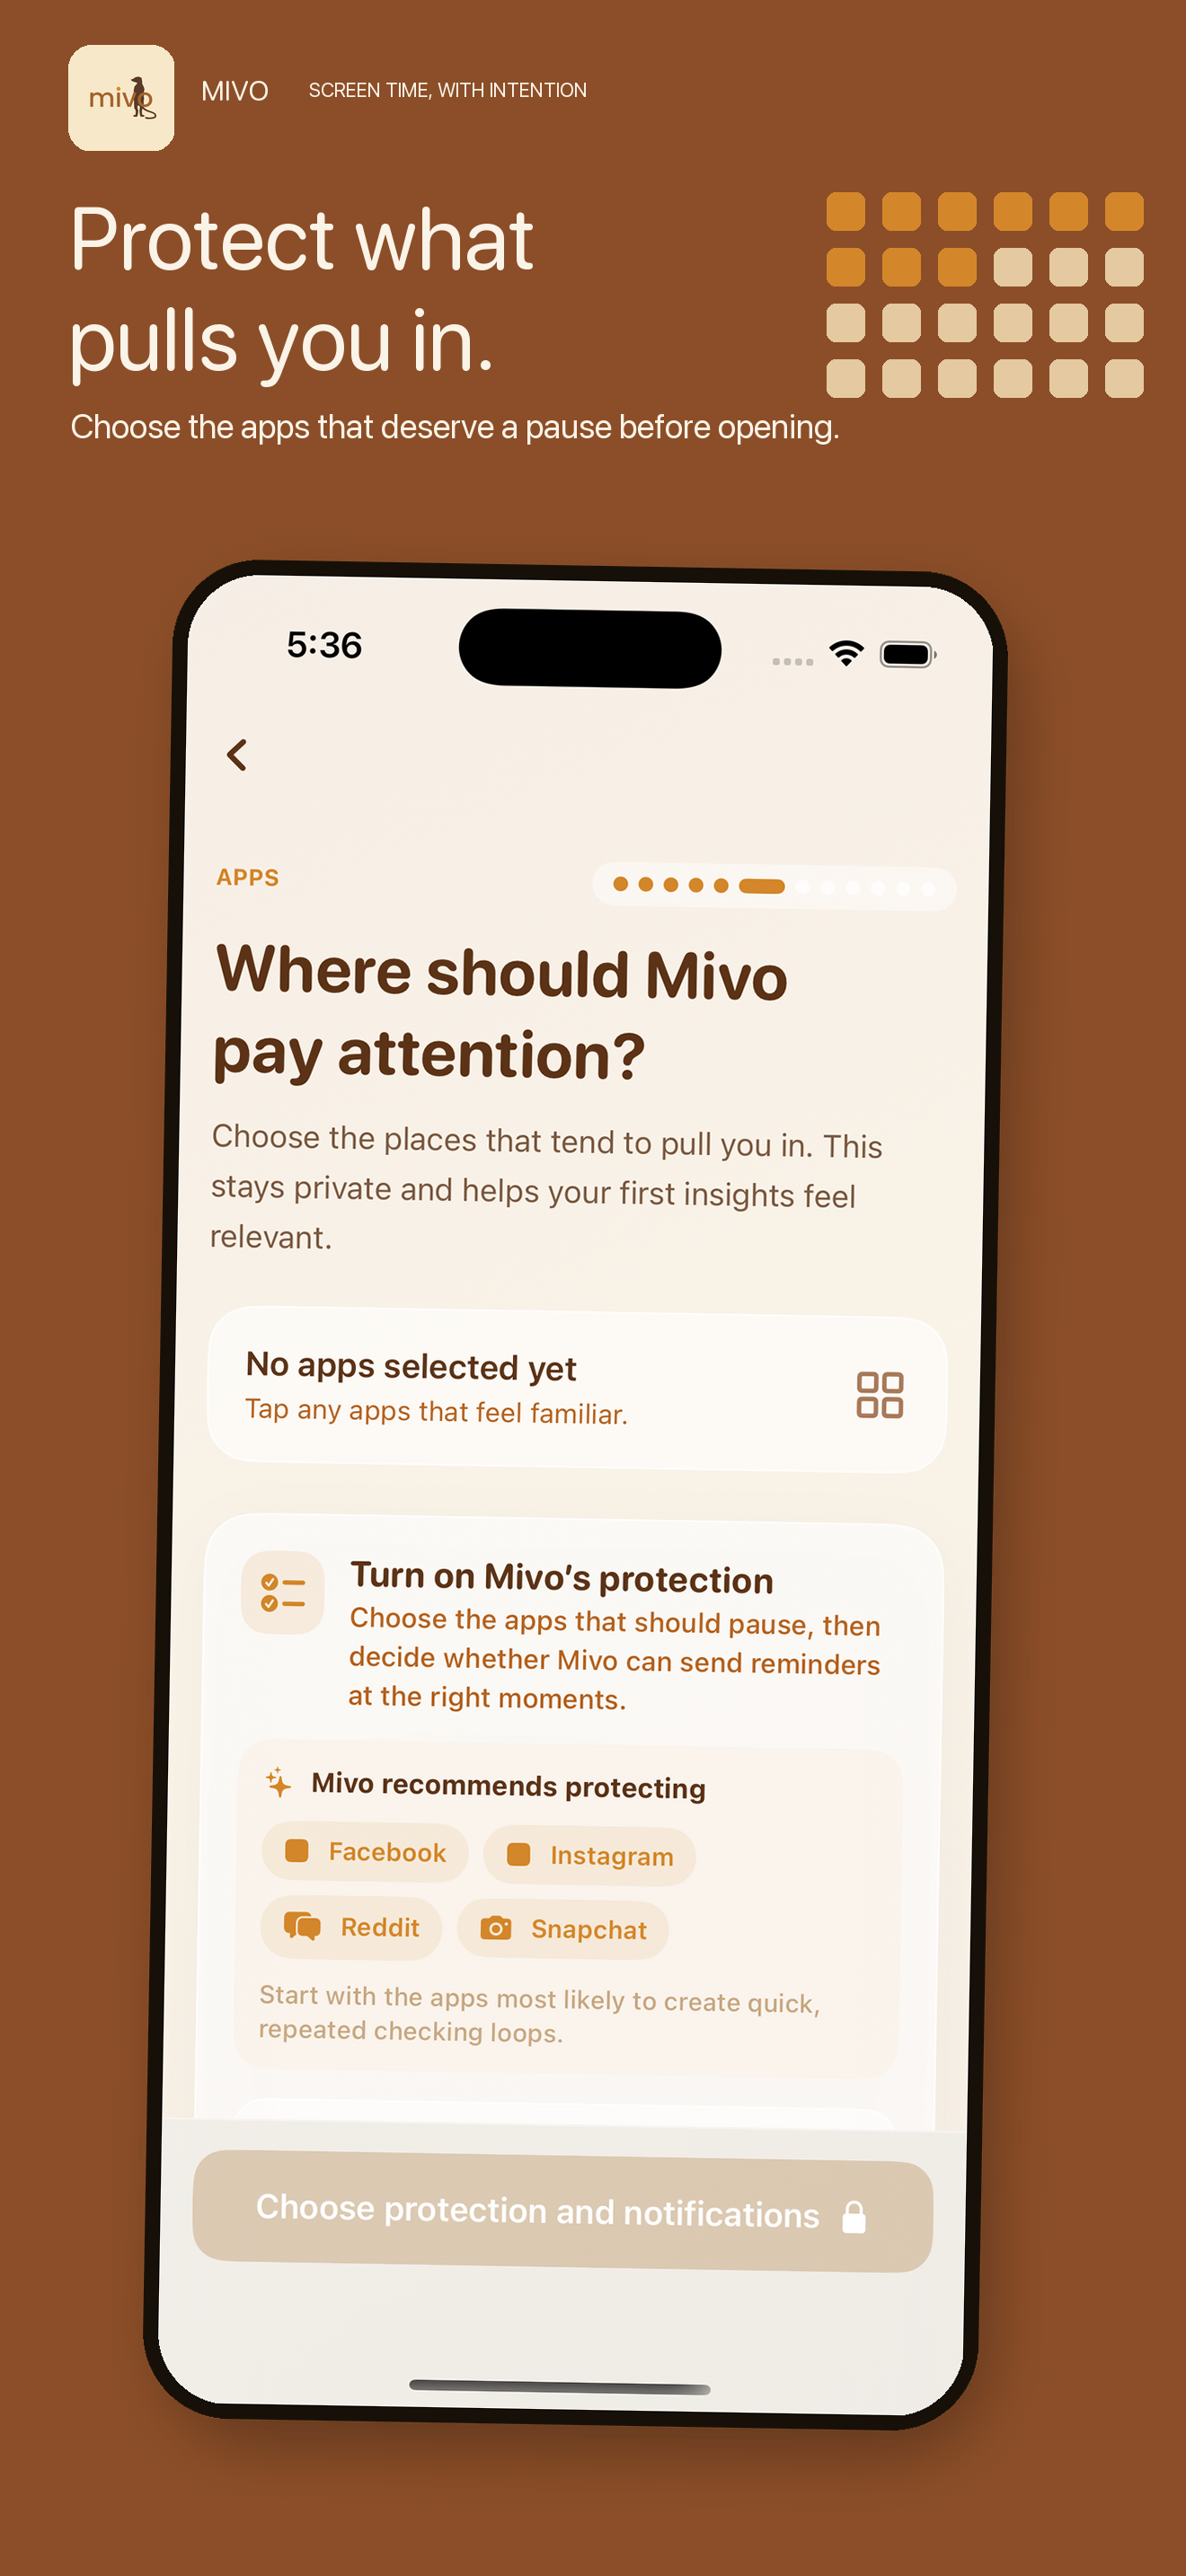 mivo
MIVO
SCREEN TIME, WITH INTENTION
Protect what
pulls you in.
Choose the apps that deserve a pause before opening.
5:36
APPS
Where should Mivo
pay attention?
Choose the places that tend to pull you in. This
stays private and helps your first insights feel
relevant.
No apps selected yet
Tap any apps that feel familiar.
Turn on Mivo's protection
Choose the apps that should pause, then
decide whether Mivo can send reminders
at the right moments.
Mivo recommends protecting
Facebook
Instagram
Reddit
Snapchat
Start with the apps most likely to create quick,
repeated checking loops.
Choose protection and notifications